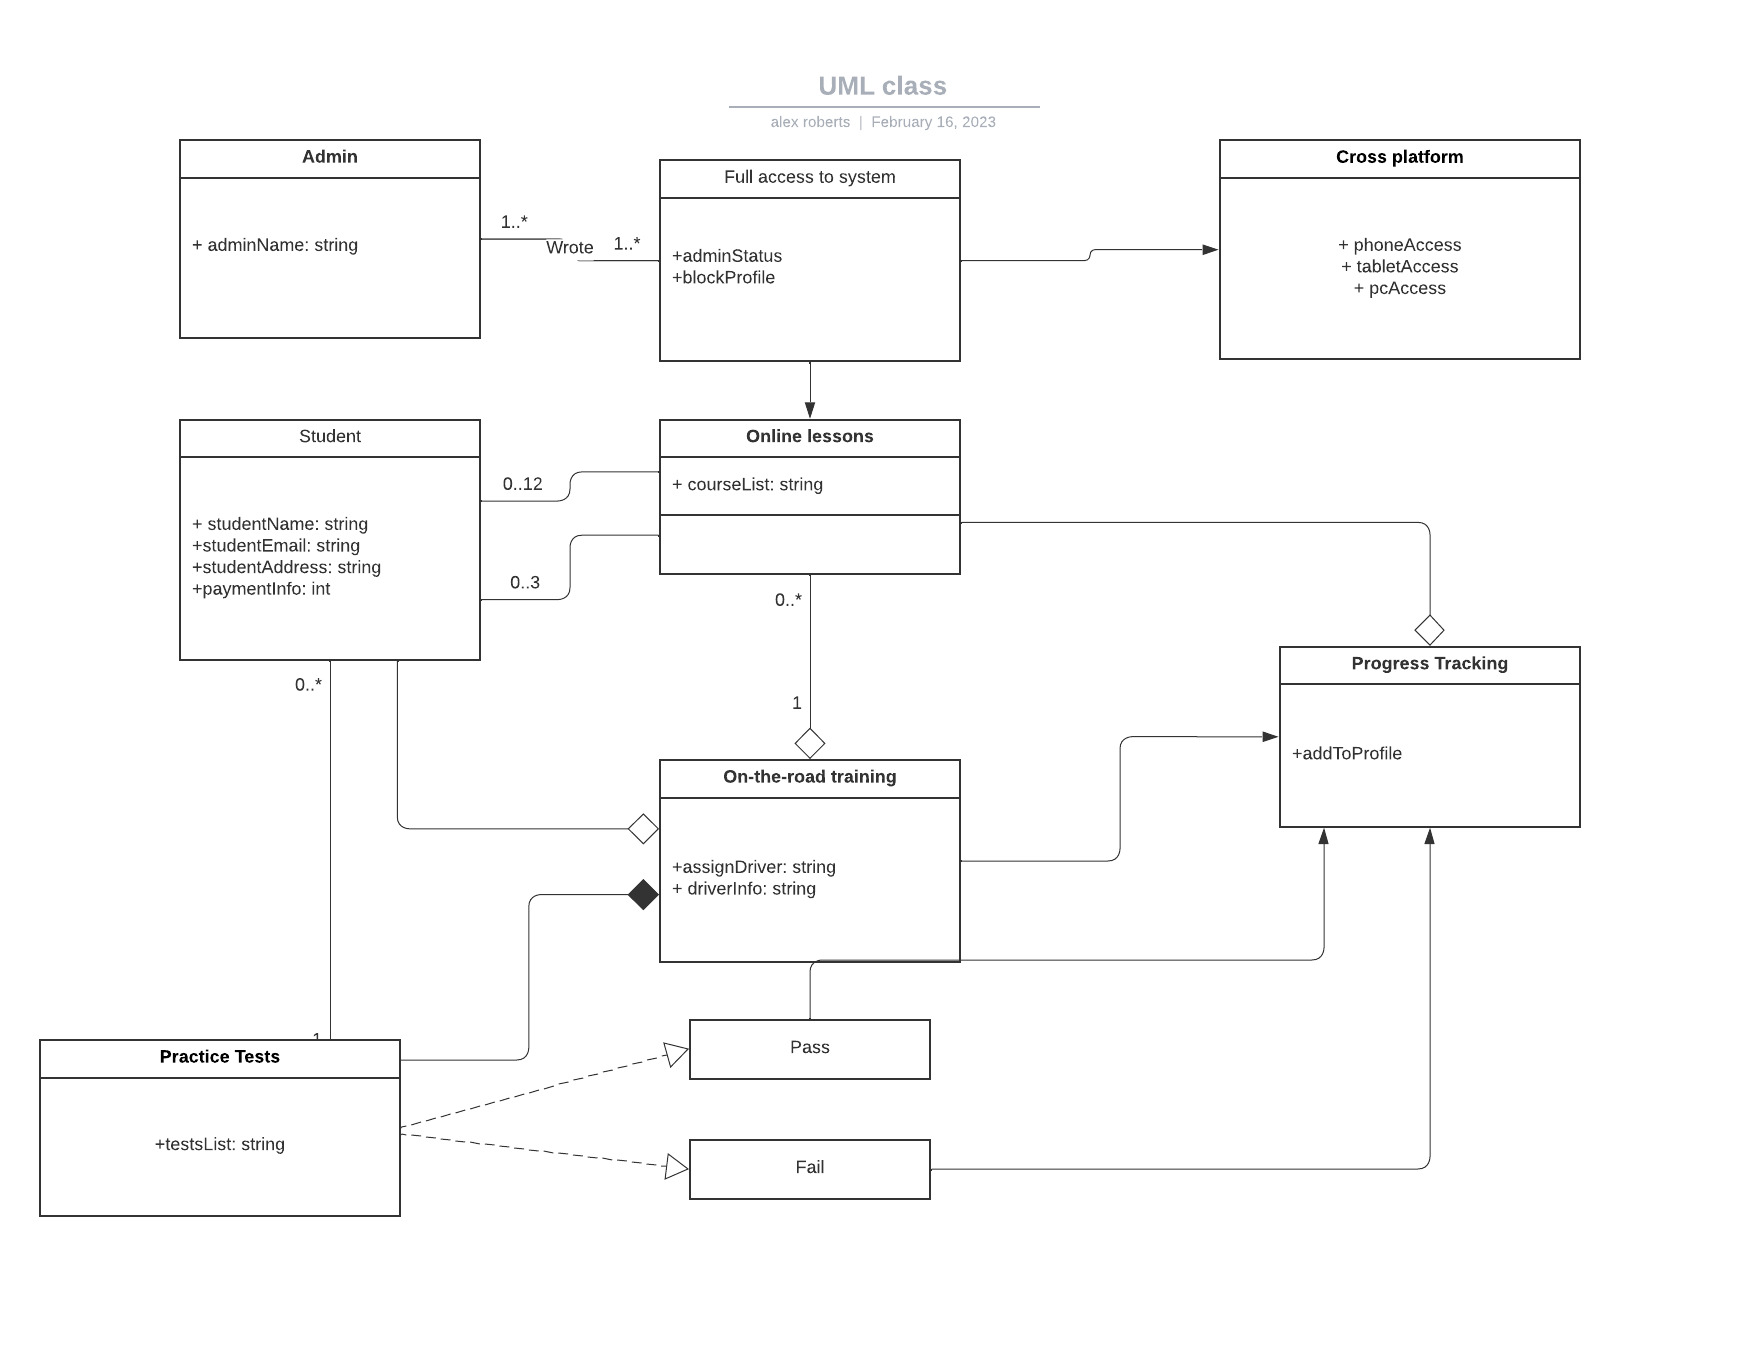 UML class
alex roberts | February 16, 2023
Admin
+ adminName: string
1..*
Wrote
1..*
Full access to system
+adminStatus
+blockProfile
Cross platform
+ phoneAccess
+ tabletAccess
+ pcAccess
Student
+ studentName: string
+studentEmail: string
+studentAddress: string
+paymentInfo: int
0..12
0..3
Online lessons
+ courseList: string
0..*
1
0..*
1
Progress Tracking
+addToProfile
On-the-road training
+assignDriver: string
+ driverInfo: string
Practice Tests
+testsList: string
Pass
Fail